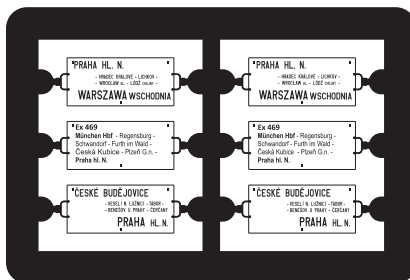 PRAHA HL. N.
- HRADEC KRÁLOVÉ - LICHKOV -
- WROCŁAW GŁ. - ŁÓDŹ CHOJNY -
WARSZAWA WSCHODNIA
Ex 469
München Hbf - Regensburg -
Schwandorf - Furth im Wald -
Česká Kubice - Plzeň G.n. -
Praha hl. N.
ČESKÉ BUDĚJOVICE
- VESELÍ N. LUŽNICÍ - TÁBOR -
- BENEŠOV U PRAHY - ČERČANY
PRAHA HL. N.
PRAHA HL. N.
- HRADEC KRÁLOVÉ - LICHKOV -
- WROCŁAW GŁ. - ŁÓDŹ CHOJNY -
WARSZAWA WSCHODNIA
Ex 469
München Hbf - Regensburg -
Schwandorf - Furth im Wald -
Česká Kubice - Plzeň G.n. -
Praha hl. N.
ČESKÉ BUDĚJOVICE
- VESELÍ N. LUŽNICÍ - TÁBOR -
- BENEŠOV U PRAHY - ČERČANY
PRAHA HL. N.